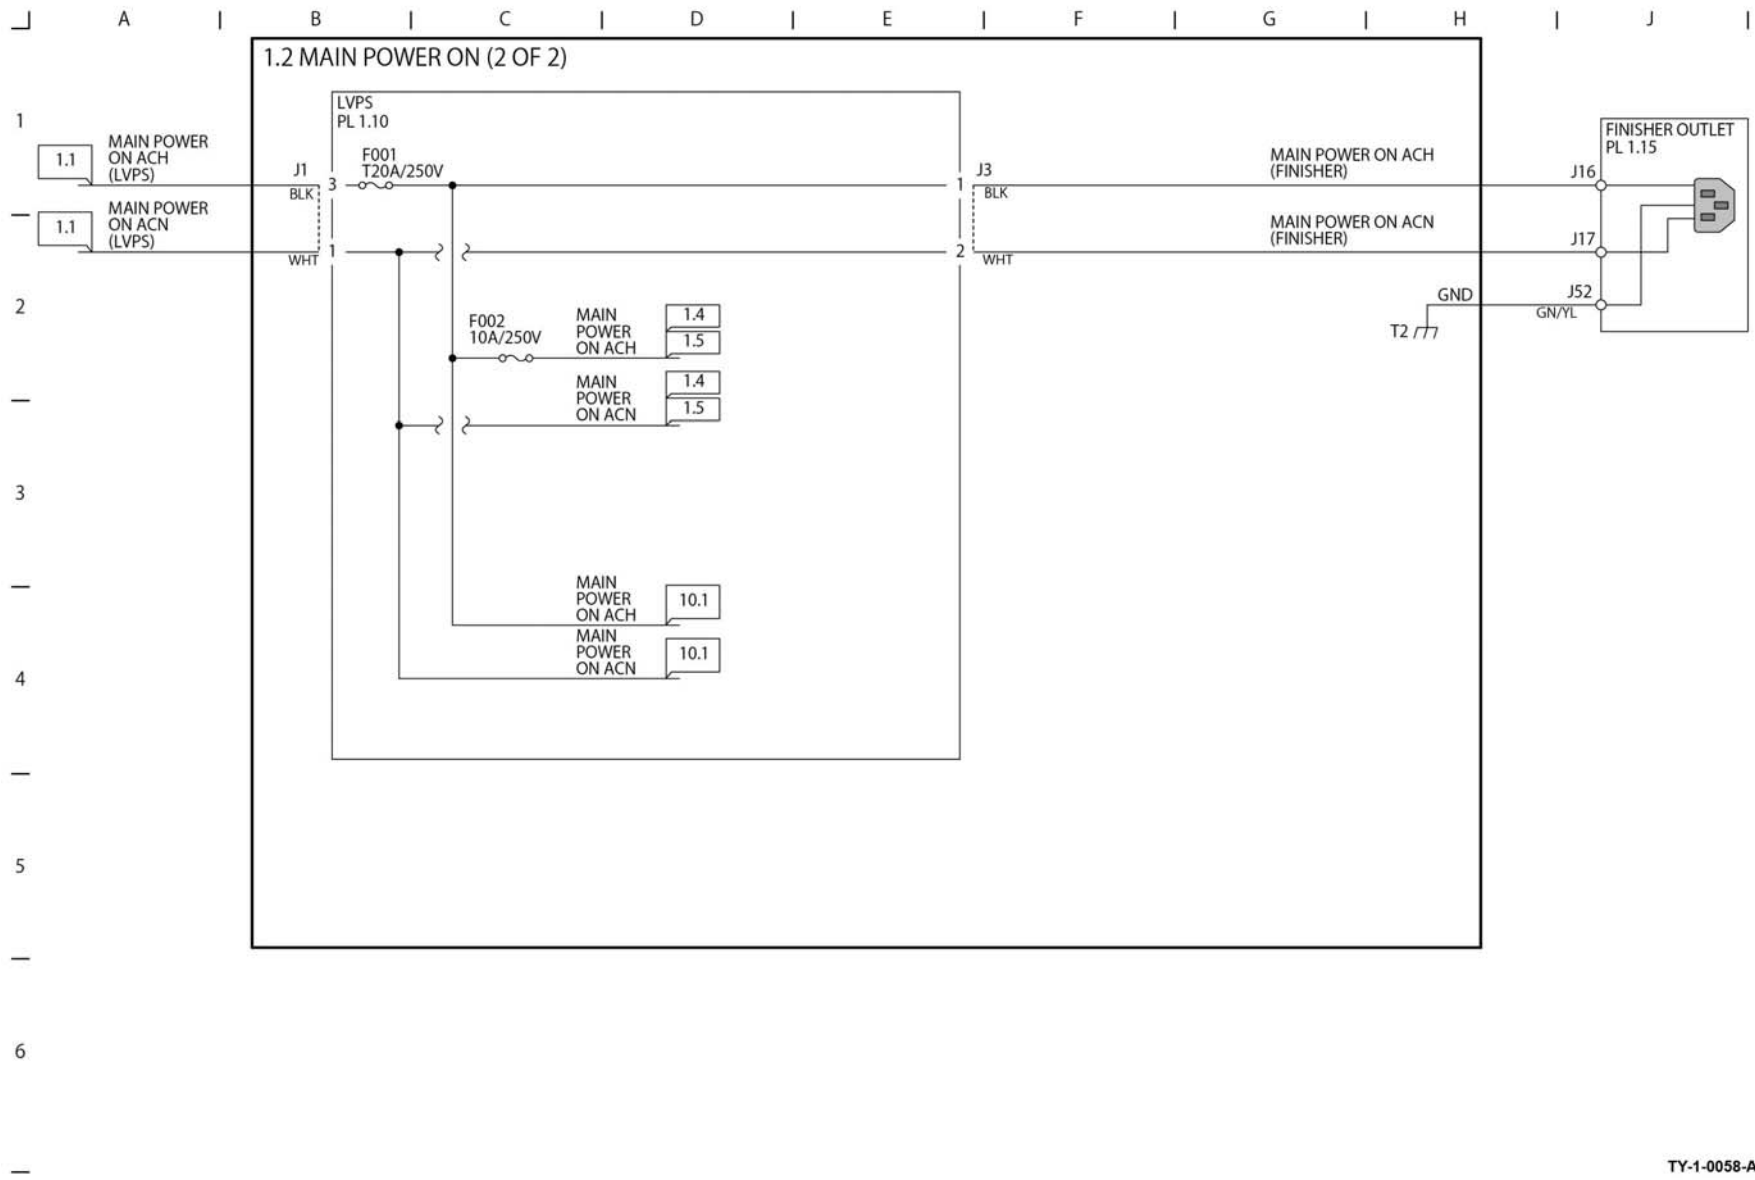 A B C D E F G H J
1.2 MAIN POWER ON (2 OF 2)
LVPS
PL 1.10
1
FINISHER OUTLET
PL 1.15
1.1
MAIN POWER
ON ACH
(LVPS)
J1
BLK
3
F001
T20A/250V
1
J3
BLK
MAIN POWER ON ACH
(FINISHER)
J16
1.1
MAIN POWER
ON ACN
(LVPS)
WHT
1
2
WHT
MAIN POWER ON ACN
(FINISHER)
J17
2
F002
10A/250V
MAIN
POWER
ON ACH
1.4
1.5
GND
T2
J52
GN/YL
MAIN
POWER
ON ACN
1.4
1.5
3
MAIN
POWER
ON ACH
10.1
MAIN
POWER
ON ACN
10.1
4
5
6
TY-1-0058-A